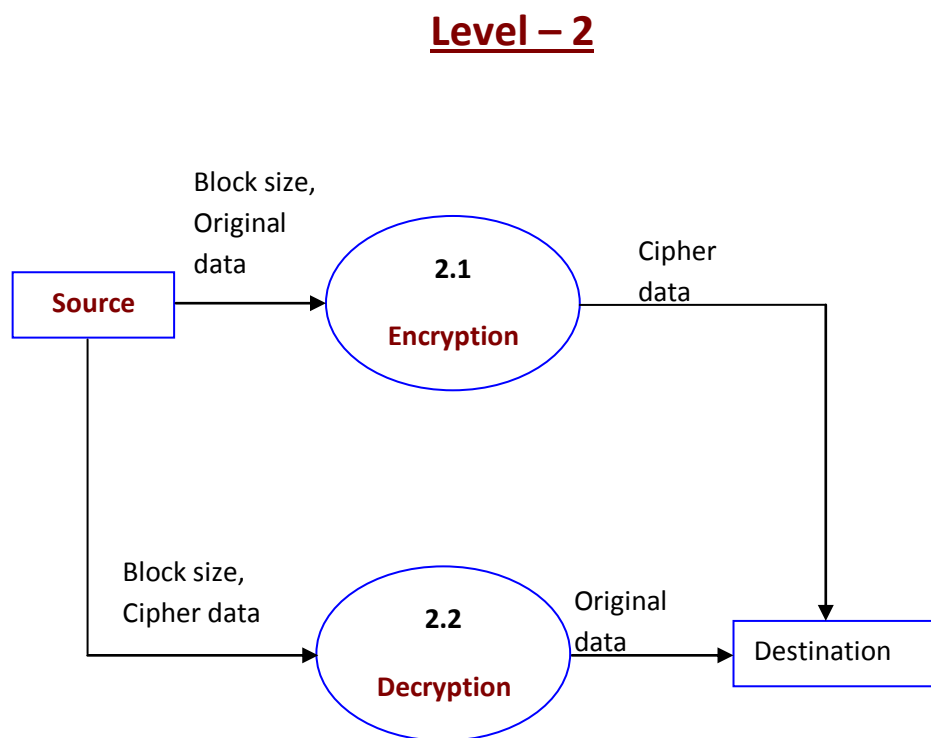 Level – 2
Block size,
Original
data
2.1
Encryption
Cipher
data
Source
Block size,
Cipher data
2.2
Decryption
Original
data
Destination